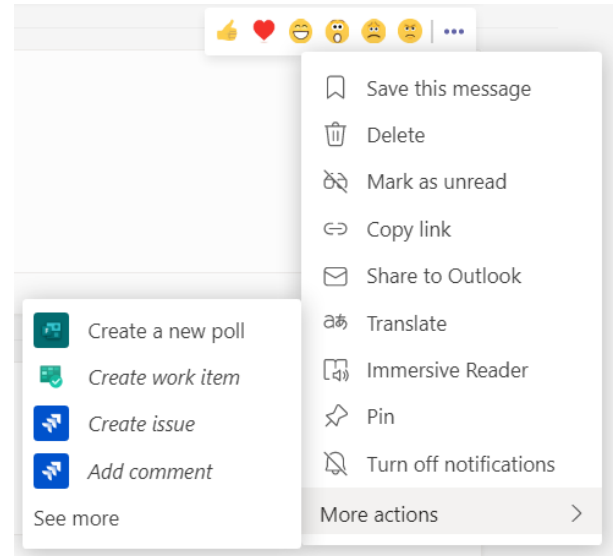 Save this message
Delete
Mark as unread
Copy link
Share to Outlook
Translate
Immersive Reader
Pin
Turn off notifications
More actions
Create a new poll
Create work item
Create issue
Add comment
See more